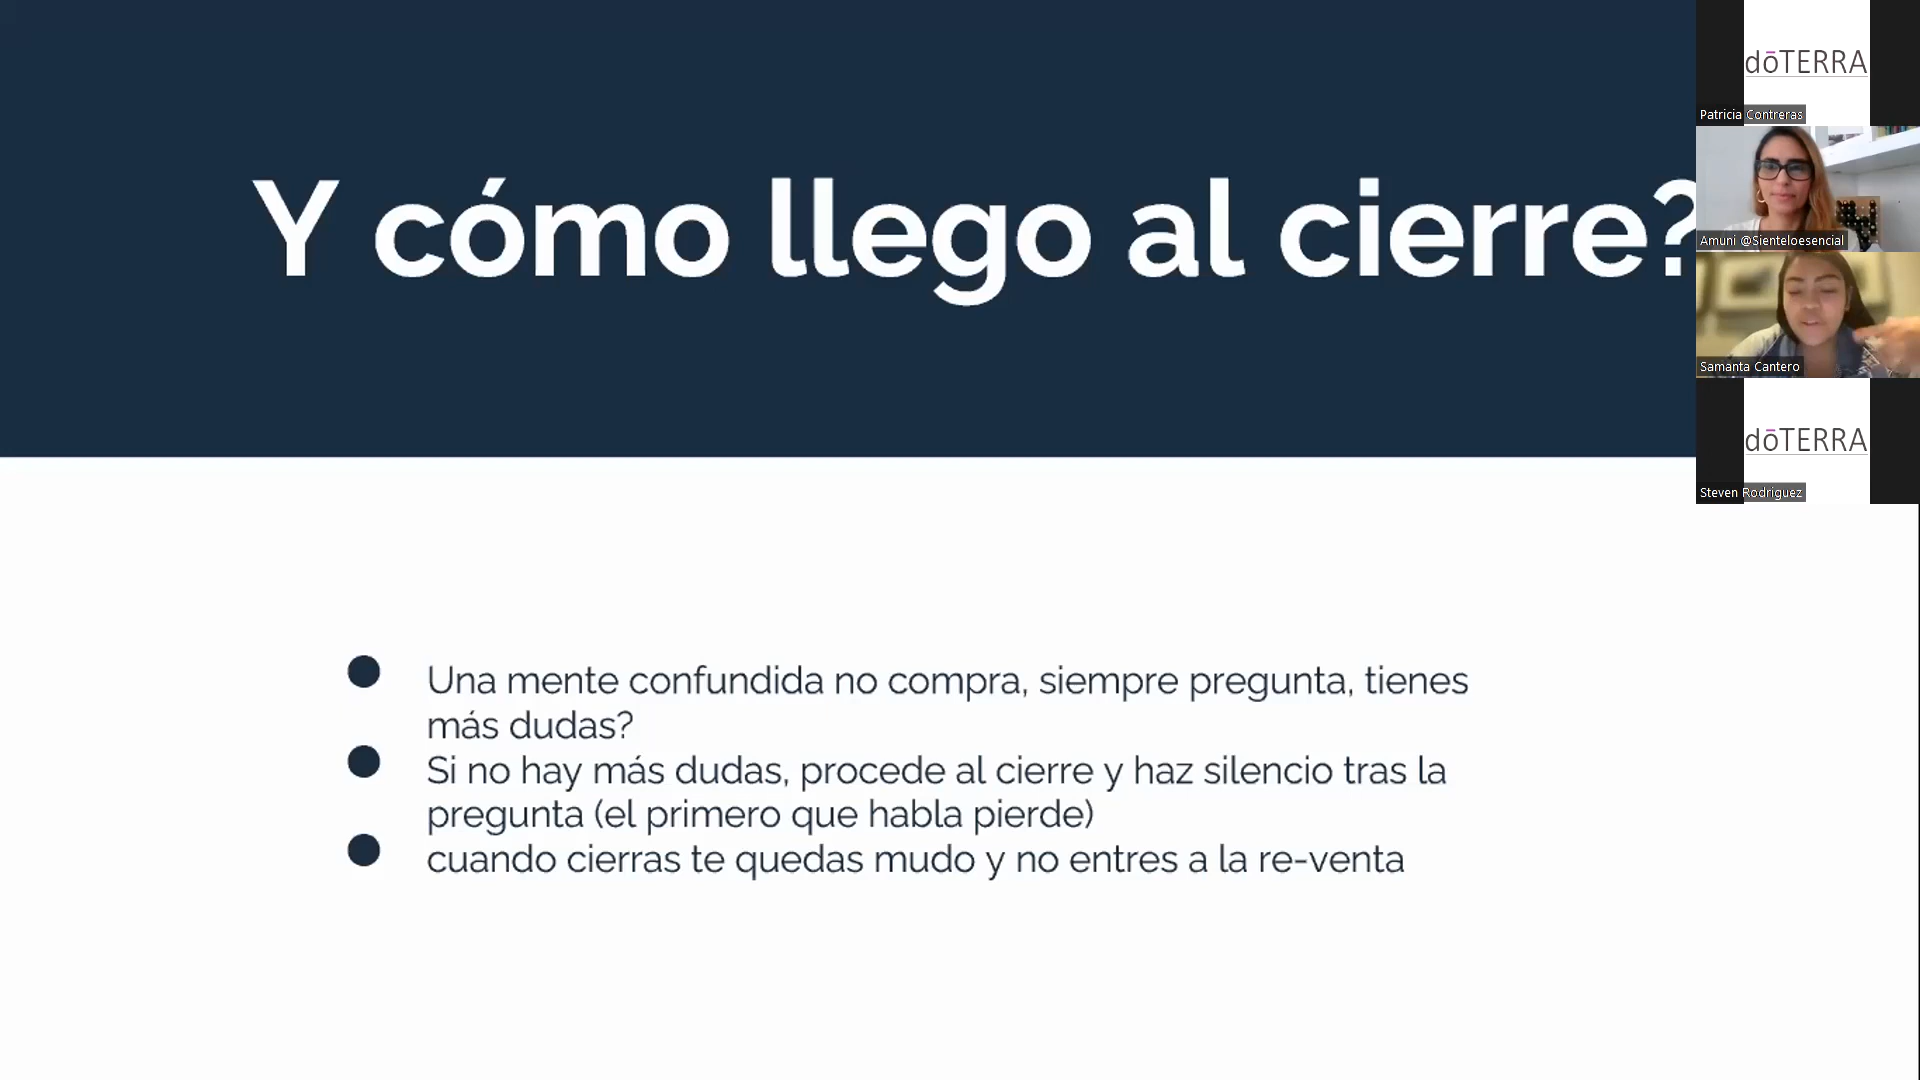 Y cómo llego al cierre?
Una mente confundida no compra, siempre pregunta, tienes
más dudas?
Si no hay más dudas, procede al cierre y haz silencio tras la
pregunta (el primero que habla pierde)
cuando cierras te quedas mudo y no entres a la re-venta
dōTERRA
Patricia Contreras
Amuni @Sienteloesencial
Samanta Cantero
dōTERRA
Steven Rodriguez